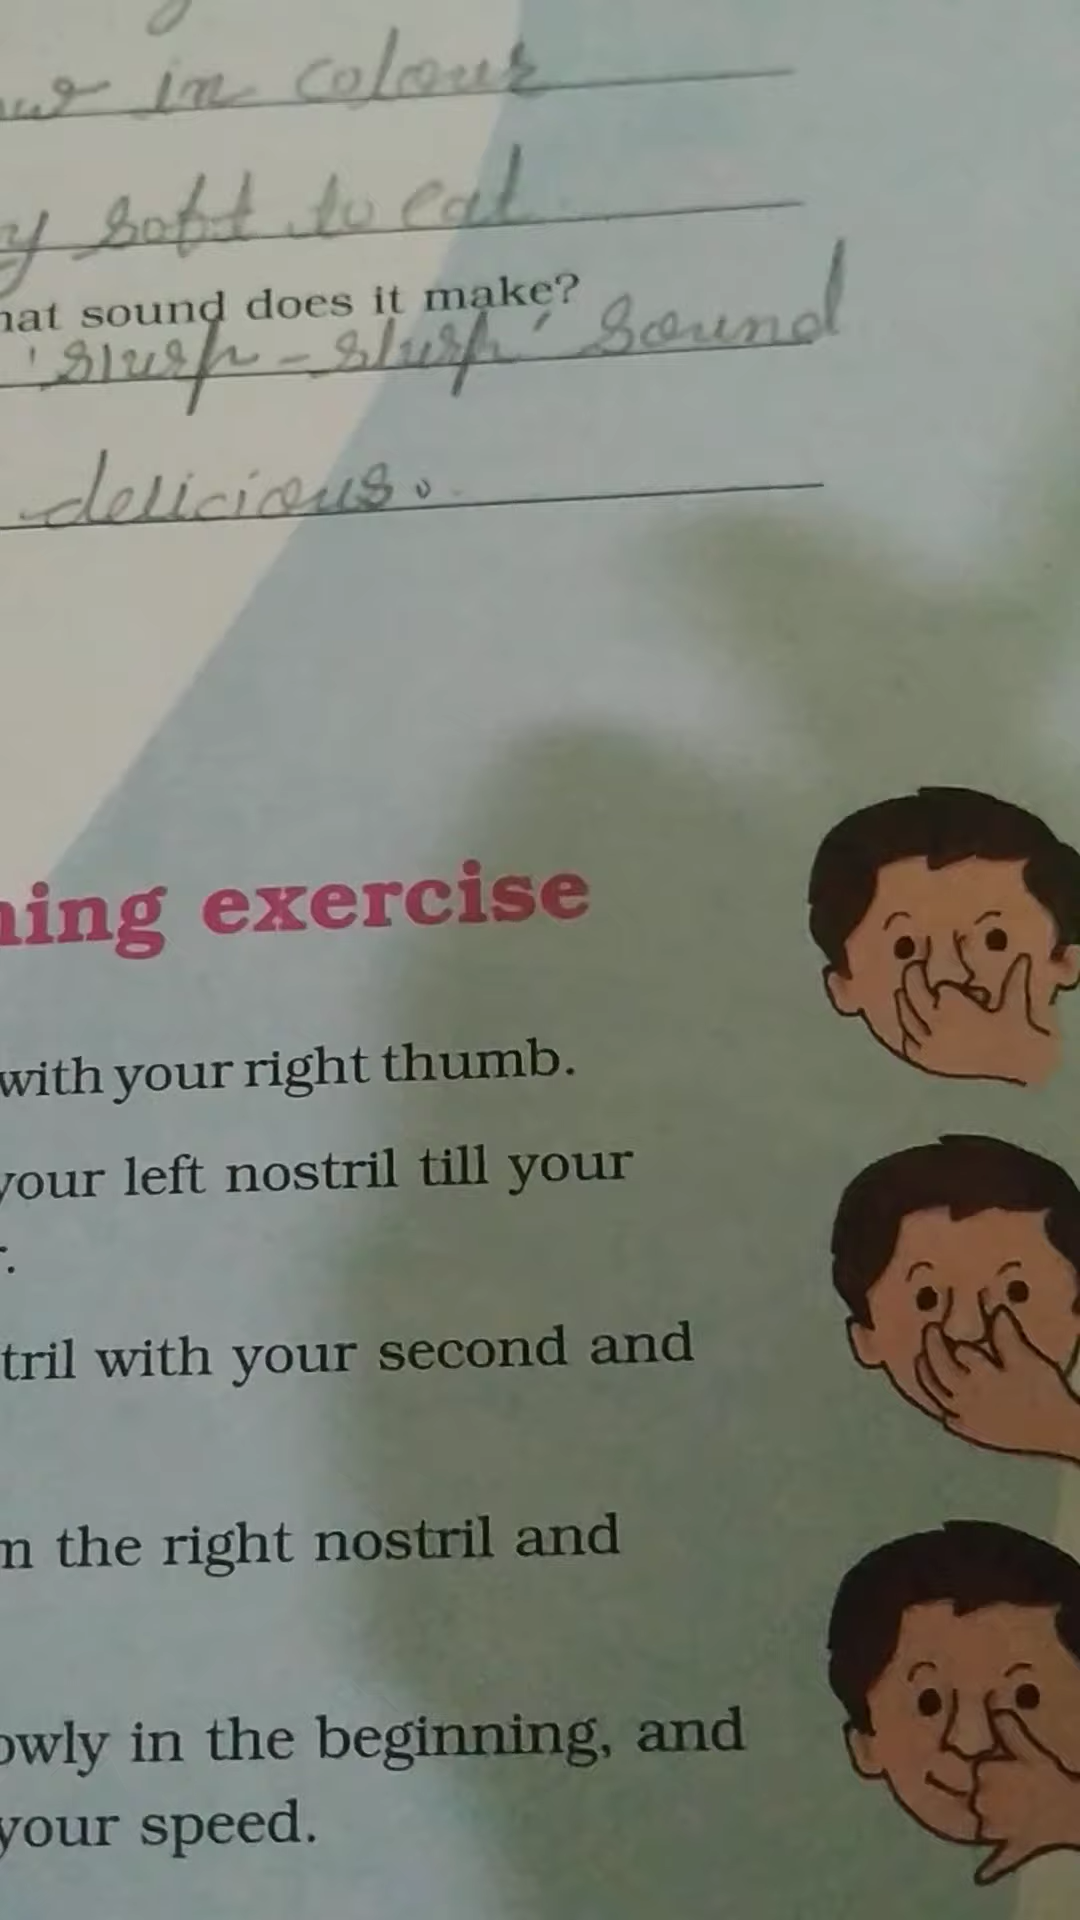 in colour
soft to eat
hat sound does it make?
'slurp-slurp' sound
delicious.
ning exercise
with your right thumb.
your left nostril till your
r.
tril with your second and
m the right nostril and
owly in the beginning, and
your speed.